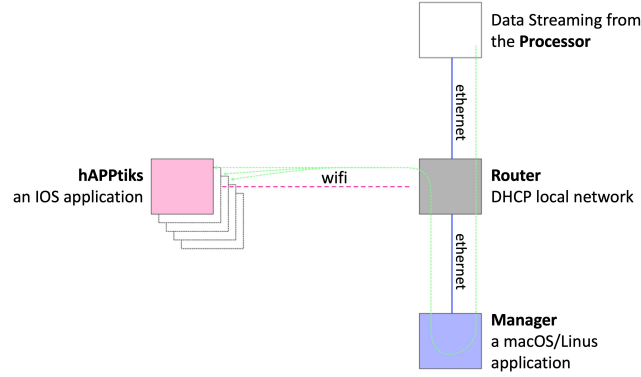 Data Streaming from
the Processor
ethernet
hAPPtiks
an IOS application
wifi
Router
DHCP local network
ethernet
Manager
a macOS/Linus
application